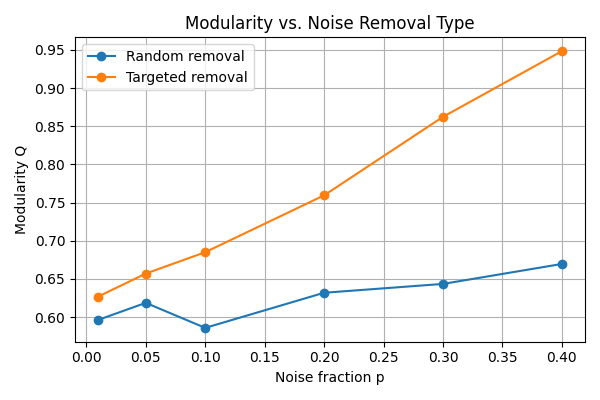 Modularity vs. Noise Removal Type
Random removal
Targeted removal
Modularity Q
0.95
0.90
0.85
0.80
0.75
0.70
0.65
0.60
0.00 0.05 0.10 0.15 0.20 0.25 0.30 0.35 0.40
Noise fraction p